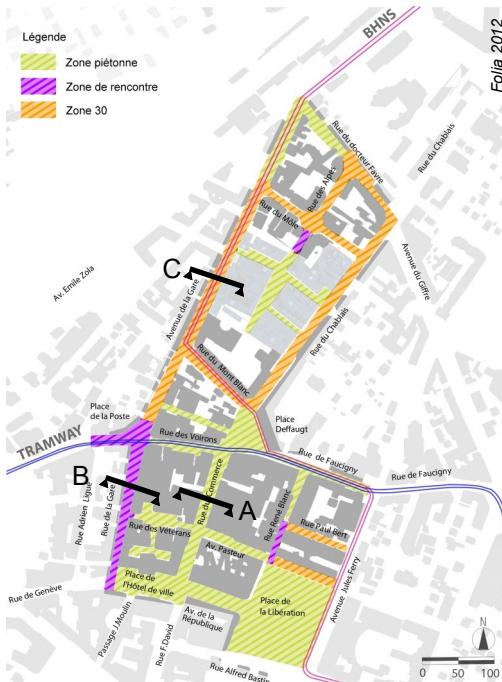 Légende
Zone piétonne
Zone de rencontre
Zone 30
BHNS
Folia 2012
Rue du docteur Favre
Rue du Chablais
Rue des Alpes
Rue du Môle
Avenue du Giffre
C
Av. Emile Zola
Avenue de la Gare
Rue du Chablais
Rue du Mont Blanc
Place
de la Poste
Place
Deffaugt
TRAMWAY
Rue des Voirons
Rue de Faucigny
Rue de Faucigny
B
A
Rue Adrien Ligue
Rue de la Gare
Rue du Commerce
Rue René Blanc
Rue des Vétérans
Rue Paul Bert
Av. Pasteur
Avenue Jules Ferry
Place de
l'Hôtel de ville
Rue de Genève
Place de
la Libération
Passage J.Moulin
Rue F.David
Av. de la
République
Rue Alfred Bastin
N
0 50 100